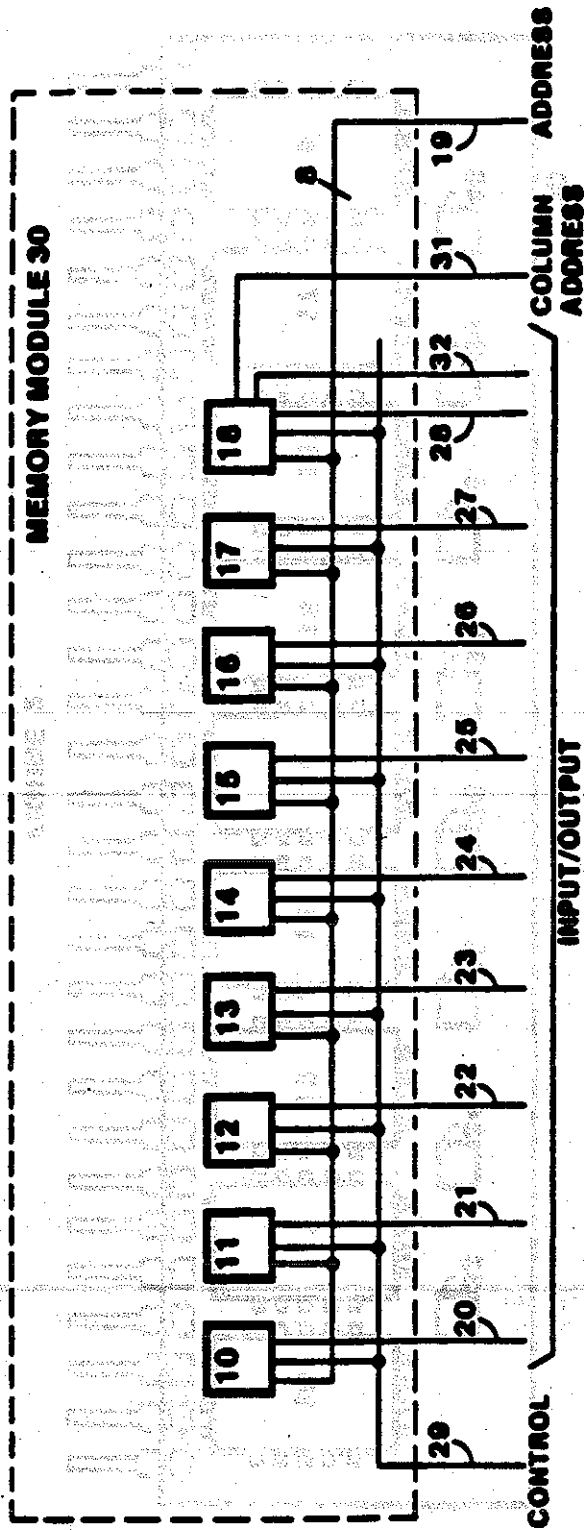 MEMORY MODULE 30
10 11 12 13 14 15 16 17 18
8
29 20 21 22 23 24 25 26 27 28 32 31 19
CONTROL
INPUT/OUTPUT
COLUMN
ADDRESS
ADDRESS